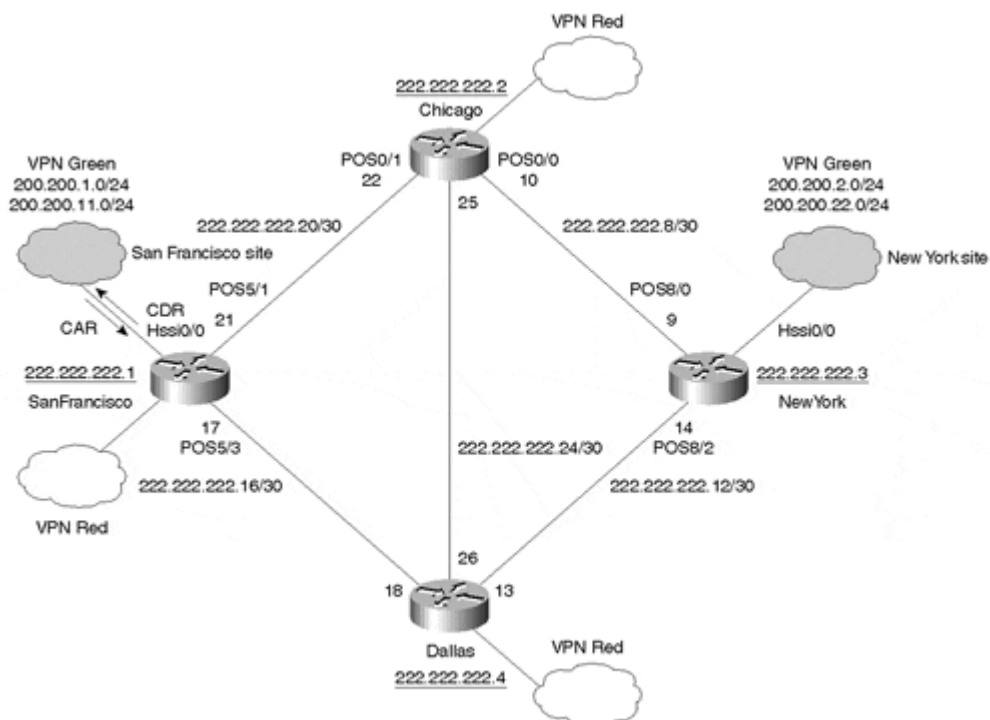 VPN Red
222.222.222.2
Chicago
VPN Green
200.200.1.0/24
200.200.11.0/24
POS0/1
22
POS0/0
10
VPN Green
200.200.2.0/24
200.200.22.0/24
25
222.222.222.20/30
222.222.222.8/30
San Francisco site
New York site
POS5/1
21
CDR
Hssi0/0
CAR
POS8/0
9
Hssi0/0
222.222.222.1
SanFrancisco
222.222.222.3
NewYork
17
POS5/3
14
POS8/2
222.222.222.24/30
222.222.222.16/30
222.222.222.12/30
VPN Red
26
18
13
Dallas
222.222.222.4
VPN Red